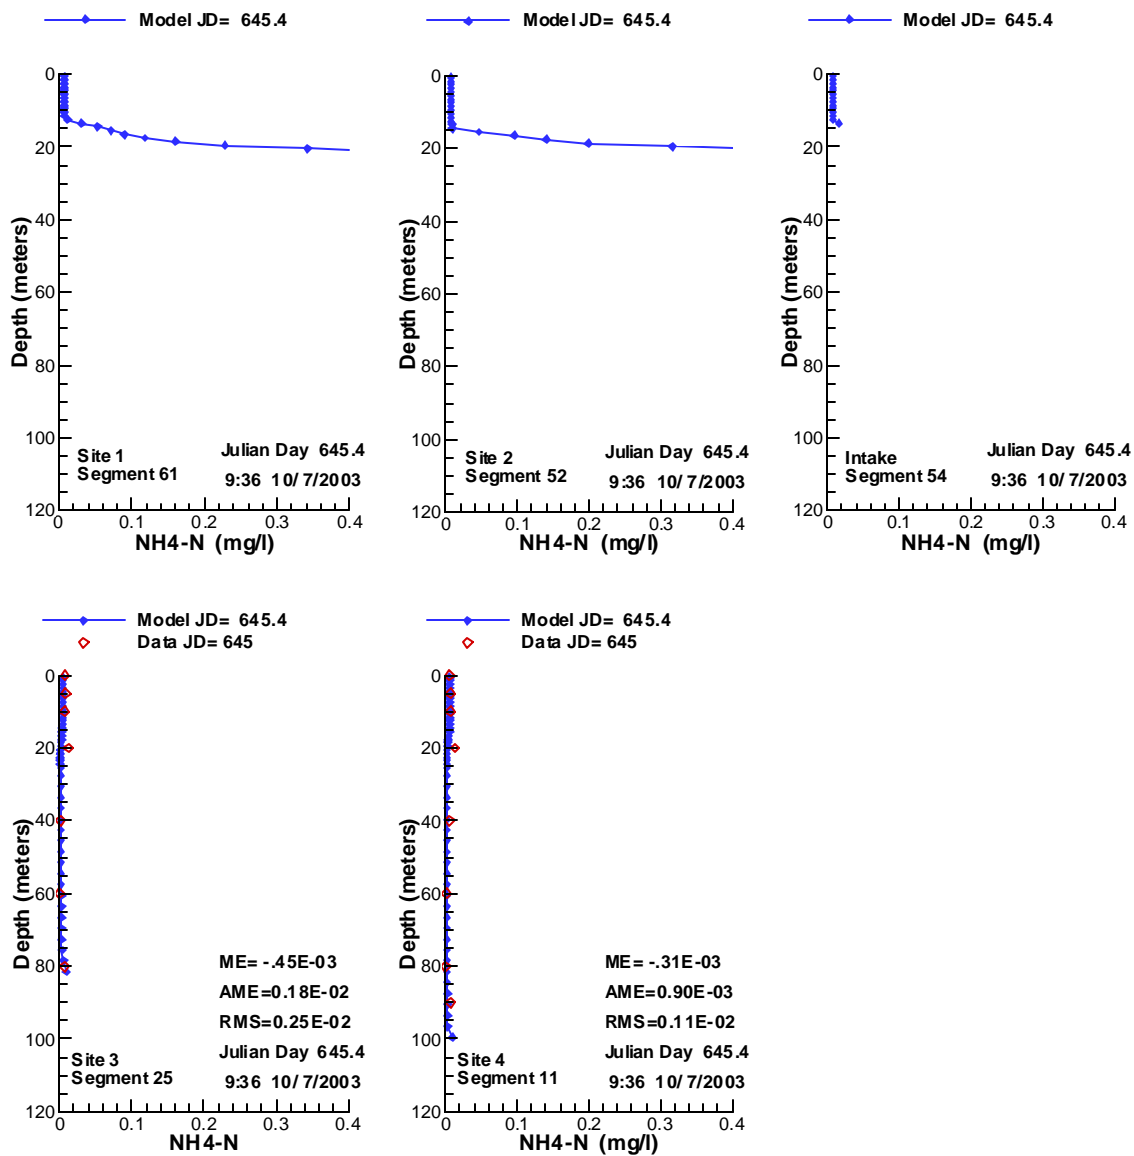 Model JD= 645.4
0
20
40
60
80
100
120
Depth (meters)
Site 1
Segment 61
Julian Day 645.4
9:36 10/7/2003
0 0.1 0.2 0.3 0.4
NH4-N (mg/l)
Model JD= 645.4
0
20
40
60
80
100
120
Depth (meters)
Site 2
Segment 52
Julian Day 645.4
9:36 10/7/2003
0 0.1 0.2 0.3 0.4
NH4-N (mg/l)
Model JD= 645.4
0
20
40
60
80
100
120
Depth (meters)
Intake
Segment 54
Julian Day 645.4
9:36 10/7/2003
0 0.1 0.2 0.3 0.4
NH4-N (mg/l)
Model JD= 645.4
Data JD= 645
0
20
40
60
80
100
120
Depth (meters)
ME= -.45E-03
AME=0.18E-02
RMS=0.25E-02
Site 3
Segment 25
Julian Day 645.4
9:36 10/7/2003
0 0.1 0.2 0.3 0.4
NH4-N
Model JD= 645.4
Data JD= 645
0
20
40
60
80
100
120
Depth (meters)
ME= -.31E-03
AME=0.90E-03
RMS=0.11E-02
Site 4
Segment 11
Julian Day 645.4
9:36 10/7/2003
0 0.1 0.2 0.3 0.4
NH4-N (mg/l)